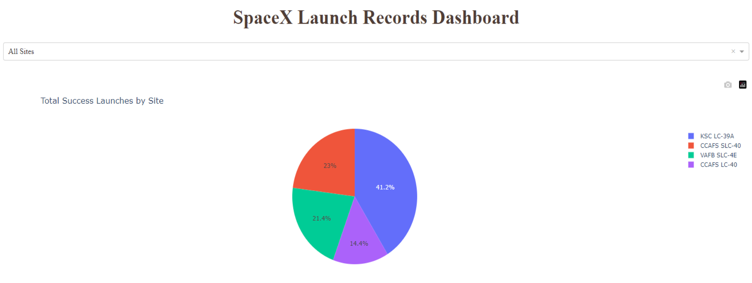 SpaceX Launch Records Dashboard
All Sites
Total Success Launches by Site
KSC LC-39A
CCAFS SLC-40
VAFB SLC-4E
CCAFS LC-40
23%
41.2%
21.4%
14.4%